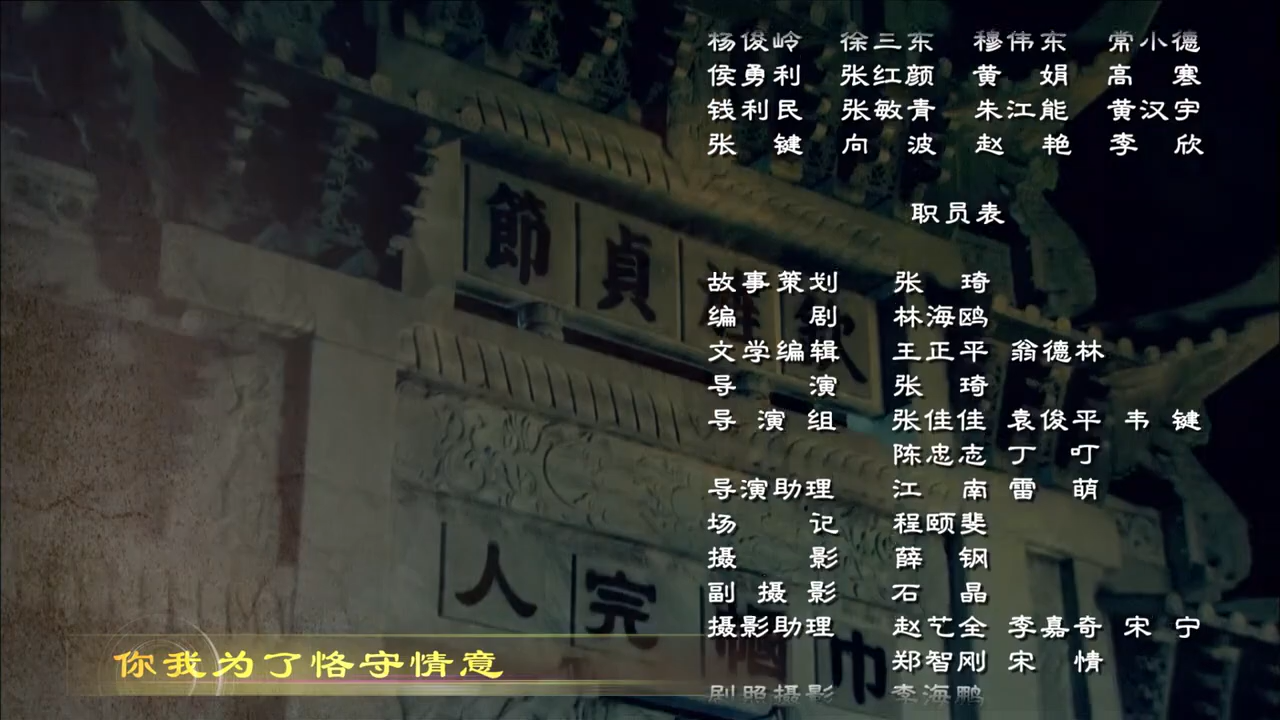 杨俊岭 徐三东 穆伟东 常小德
侯勇利 张红颜 黄娟 高寒
钱利民 张敏青 朱江能 黄汉宇
张键 向波 赵艳 李欣
职员表
故事策划 张琦
编剧 林海鸥
文学编辑 王正平 翁德林
导演 张琦
导演组 张佳佳 袁俊平 韦键
陈忠志 丁叮
导演助理 江南 雷萌
场记 程颐斐
摄影 薛钢
副摄影 石晶
摄影助理 赵艺全 李嘉奇 宋宁
郑智刚 宋情
剧照摄影 李海鹏
節貞旌欽
人完帼巾
你我为了恪守情意